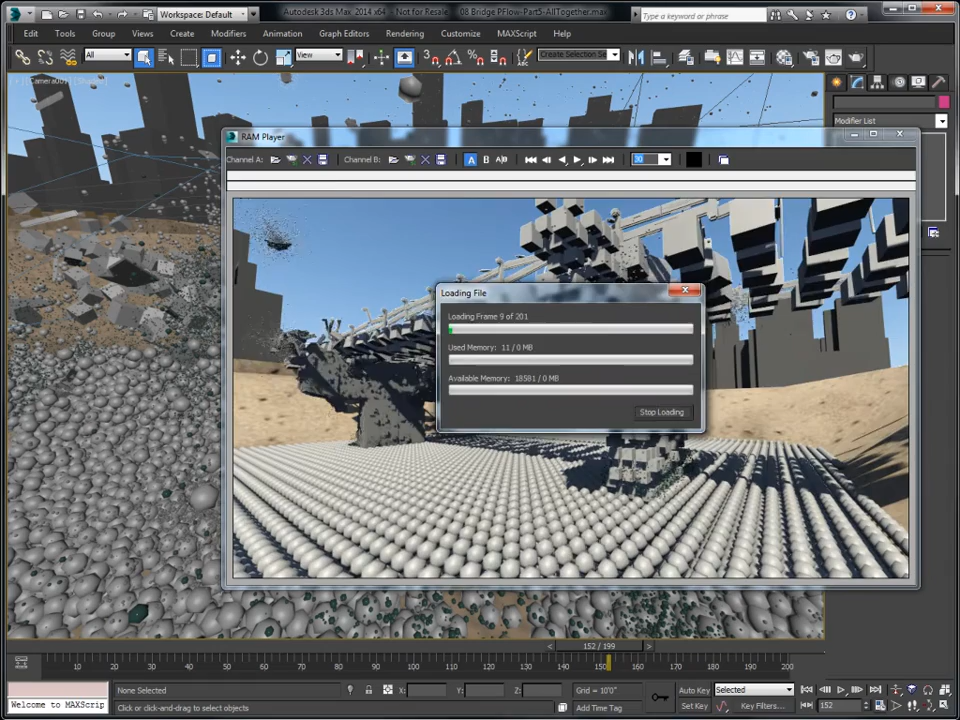 Workspace: Default
Autodesk 3ds Max 2014 x64 - Not for Resale 08 Bridge PFlow-Part5-AllTogether.max
Type a keyword or phrase
Edit Tools Group Views Create Modifiers Animation Graph Editors Rendering Customize MAXScript Help
All
View
3
Create Selection Se
RAM Player
Modifier List
Channel A:
Channel B:
A B A/B
30
Loading File
Loading Frame 9 of 201
Used Memory: 11 / 0 MB
Available Memory: 18581 / 0 MB
Stop Loading
< 152 / 199 >
10 20 30 40 50 60 70 80 90 100 110 120 130 140 150 160 170 180 190 200
None Selected
X: Y: Z:
Grid = 10'0"
Auto Key
Selected
Welcome to MAXScrip
Click or click-and-drag to select objects
Add Time Tag
Set Key
Key Filters...
152